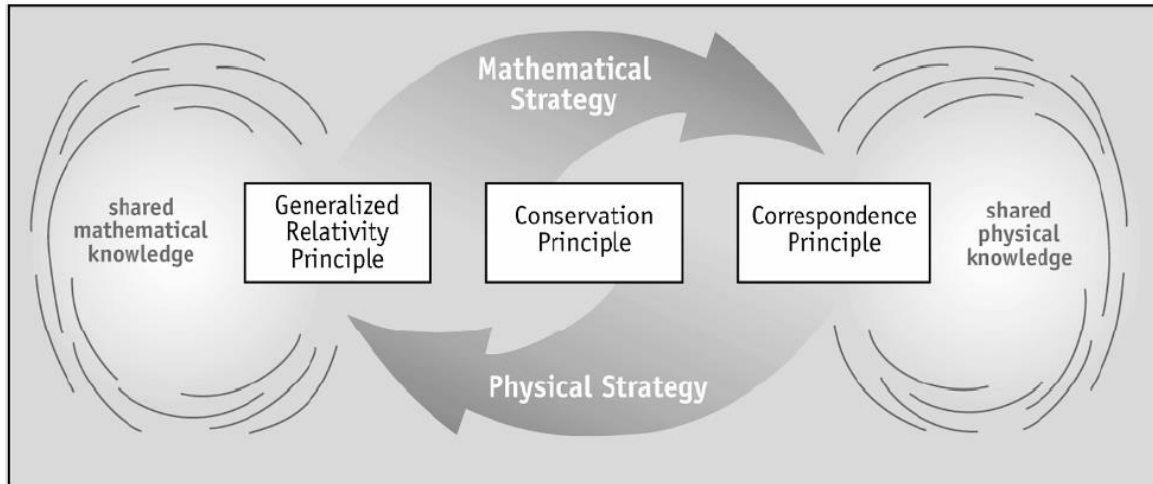 Mathematical
Strategy
shared
mathematical
knowledge
Generalized
Relativity
Principle
Conservation
Principle
Correspondence
Principle
shared
physical
knowledge
Physical Strategy